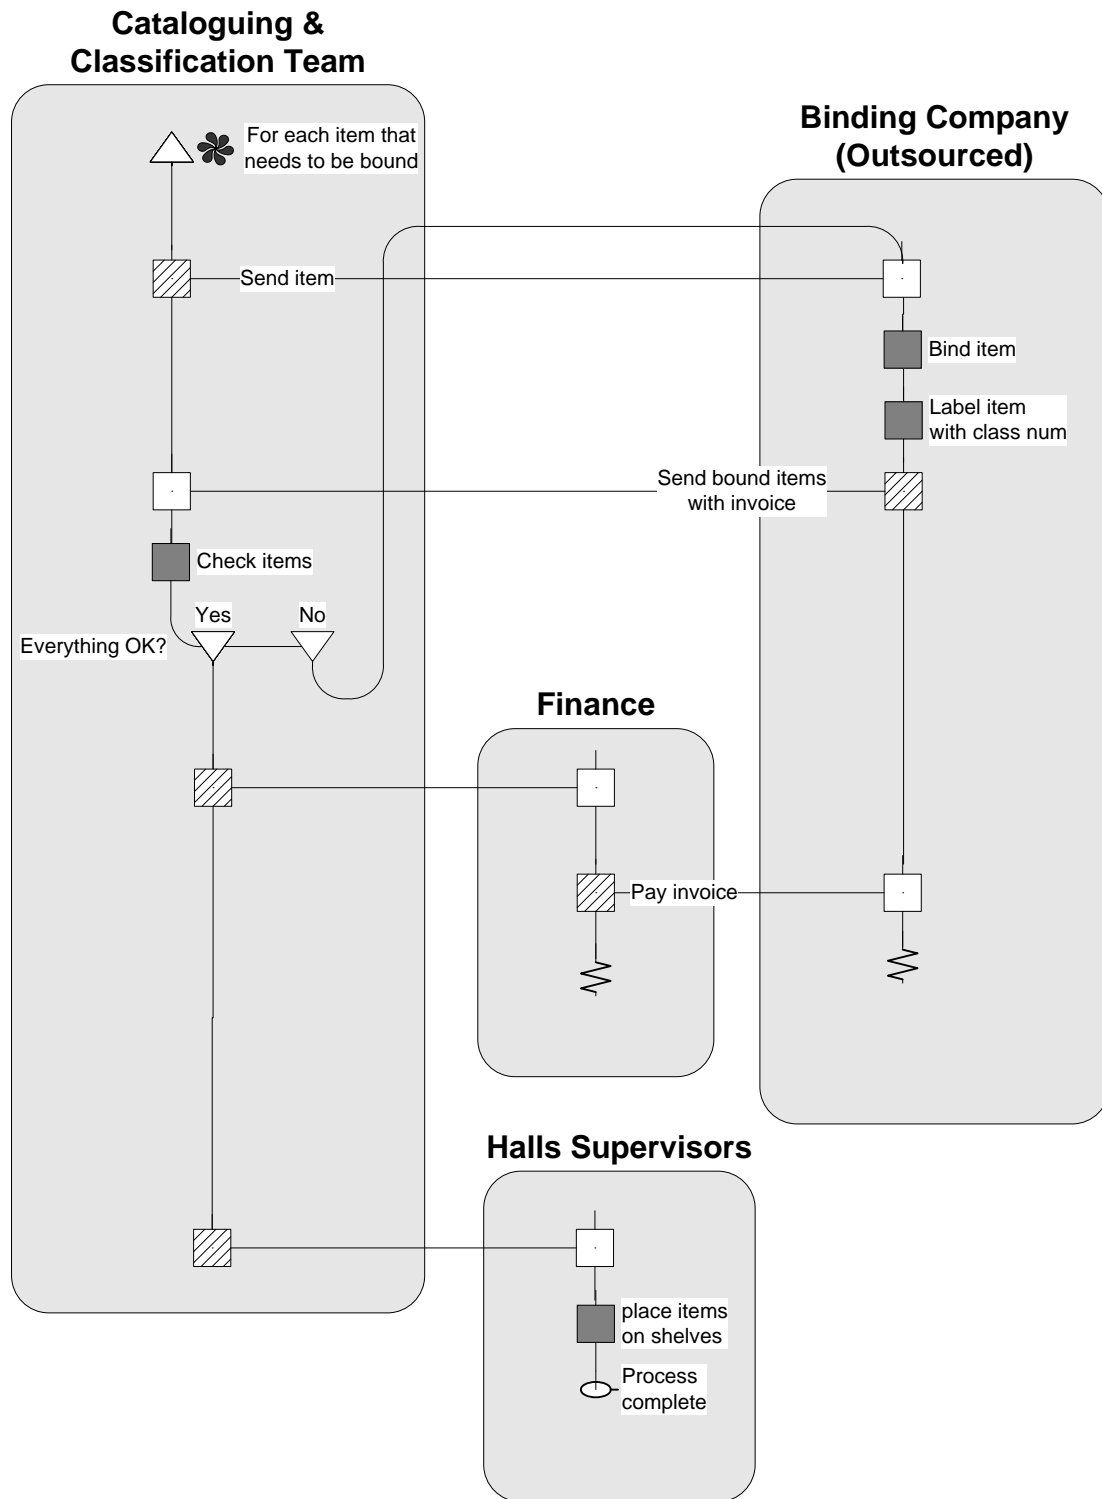 Cataloguing &
Classification Team
For each item that
needs to be bound
Binding Company
(Outsourced)
Send item
Bind item
Label item
with class num
Send bound items
with invoice
Check items
Yes
No
Everything OK?
Finance
Pay invoice
Halls Supervisors
place items
on shelves
Process
complete